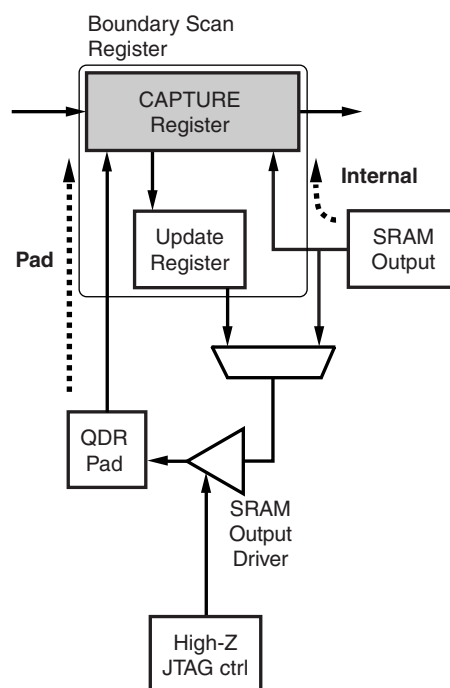 Boundary Scan
Register
CAPTURE
Register
Internal
Pad
Update
Register
SRAM
Output
QDR
Pad
SRAM
Output
Driver
High-Z
JTAG ctrl